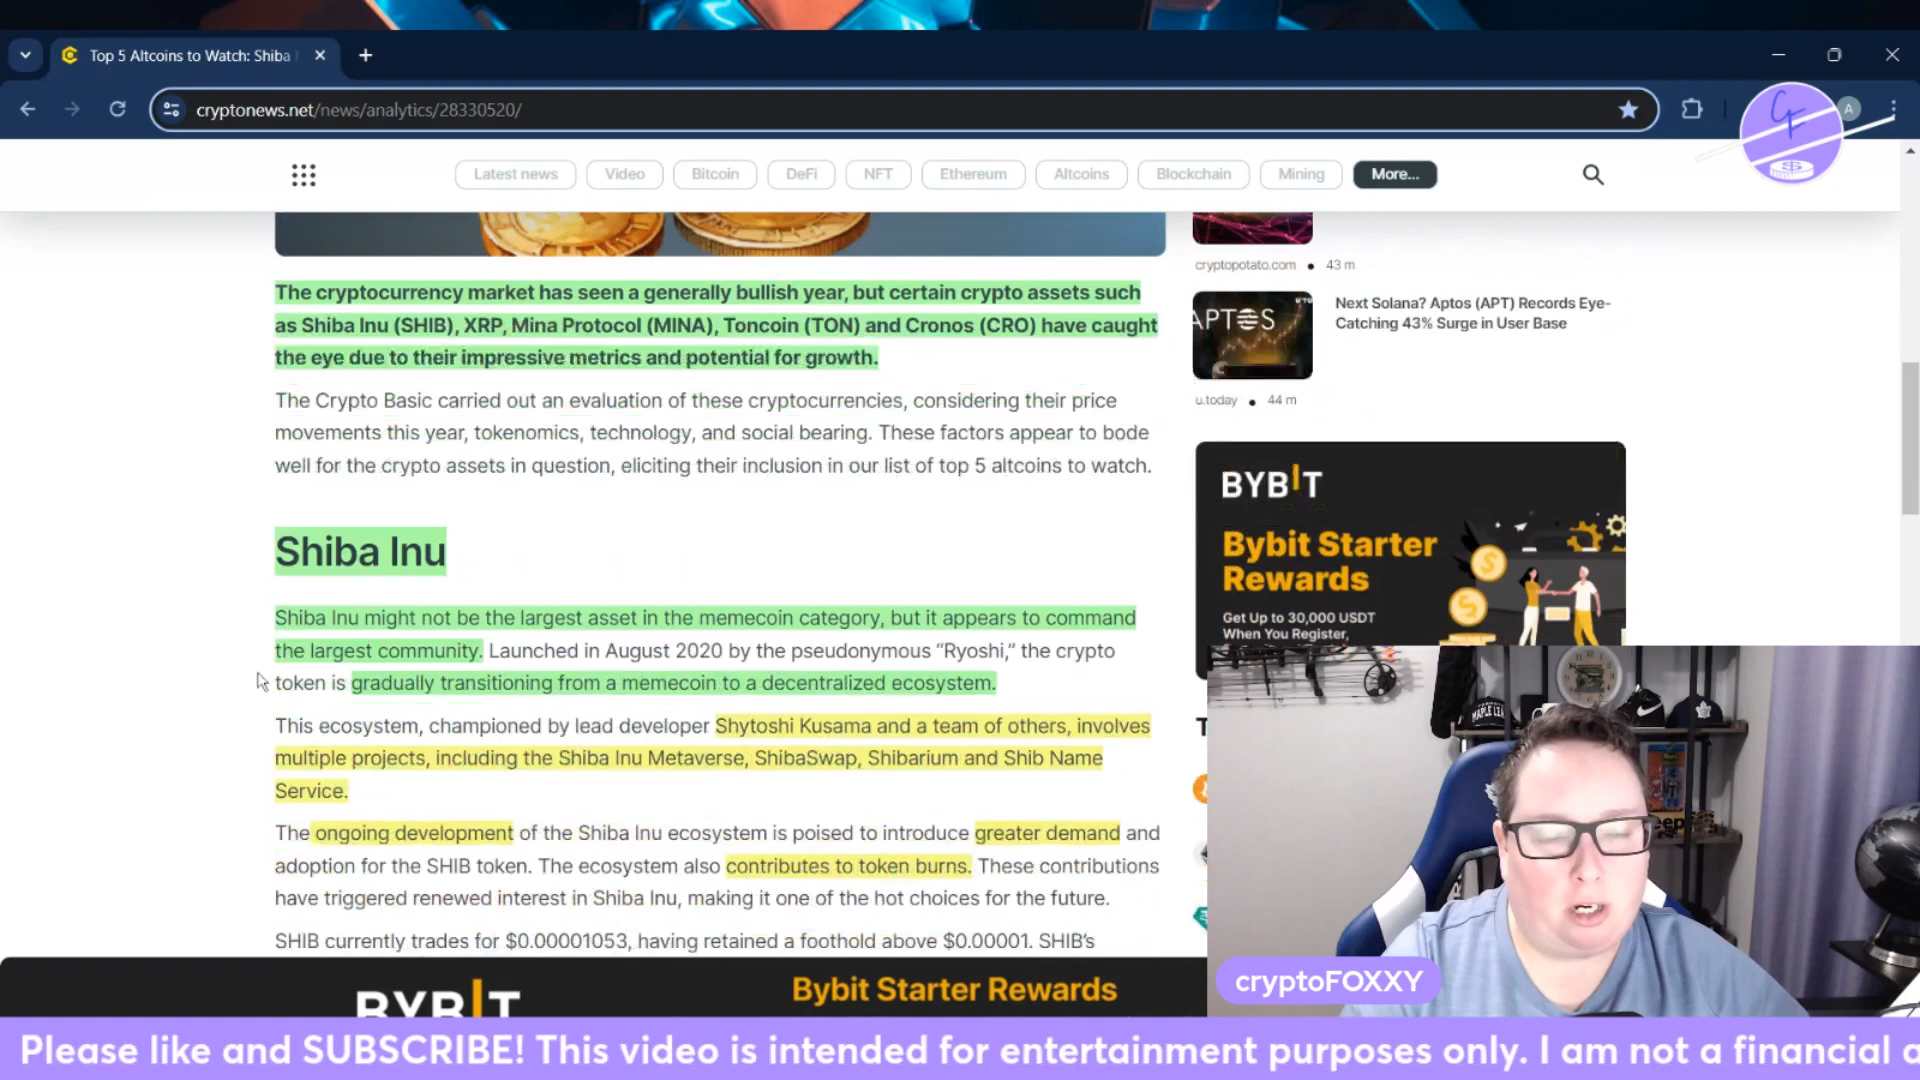 Top 5 Altcoins to Watch: Shiba
cryptonews.net/news/analytics/28330520/
A
Latest news
Video
Bitcoin
DeFi
NFT
Ethereum
Altcoins
Blockchain
Mining
More...
The cryptocurrency market has seen a generally bullish year, but certain crypto assets such
as Shiba Inu (SHIB), XRP, Mina Protocol (MINA), Toncoin (TON) and Cronos (CRO) have caught
the eye due to their impressive metrics and potential for growth.
The Crypto Basic carried out an evaluation of these cryptocurrencies, considering their price
movements this year, tokenomics, technology, and social bearing. These factors appear to bode
well for the crypto assets in question, eliciting their inclusion in our list of top 5 altcoins to watch.
Shiba Inu
Shiba Inu might not be the largest asset in the memecoin category, but it appears to command
the largest community. Launched in August 2020 by the pseudonymous “Ryoshi,” the crypto
token is gradually transitioning from a memecoin to a decentralized ecosystem.
This ecosystem, championed by lead developer Shytoshi Kusama and a team of others, involves
multiple projects, including the Shiba Inu Metaverse, ShibaSwap, Shibarium and Shib Name
Service.
The ongoing development of the Shiba Inu ecosystem is poised to introduce greater demand and
adoption for the SHIB token. The ecosystem also contributes to token burns. These contributions
have triggered renewed interest in Shiba Inu, making it one of the hot choices for the future.
SHIB currently trades for $0.00001053, having retained a foothold above $0.00001. SHIB’s
cryptopotato.com • 43 m
APTOS
Next Solana? Aptos (APT) Records Eye-
Catching 43% Surge in User Base
u.today • 44 m
BYBIT
Bybit Starter
Rewards
Get Up to 30,000 USDT
When You Register,
T
MAPLE LEA
BYBIT
Bybit Starter Rewards
cryptoFOXXY
Please like and SUBSCRIBE! This video is intended for entertainment purposes only. I am not a financial a